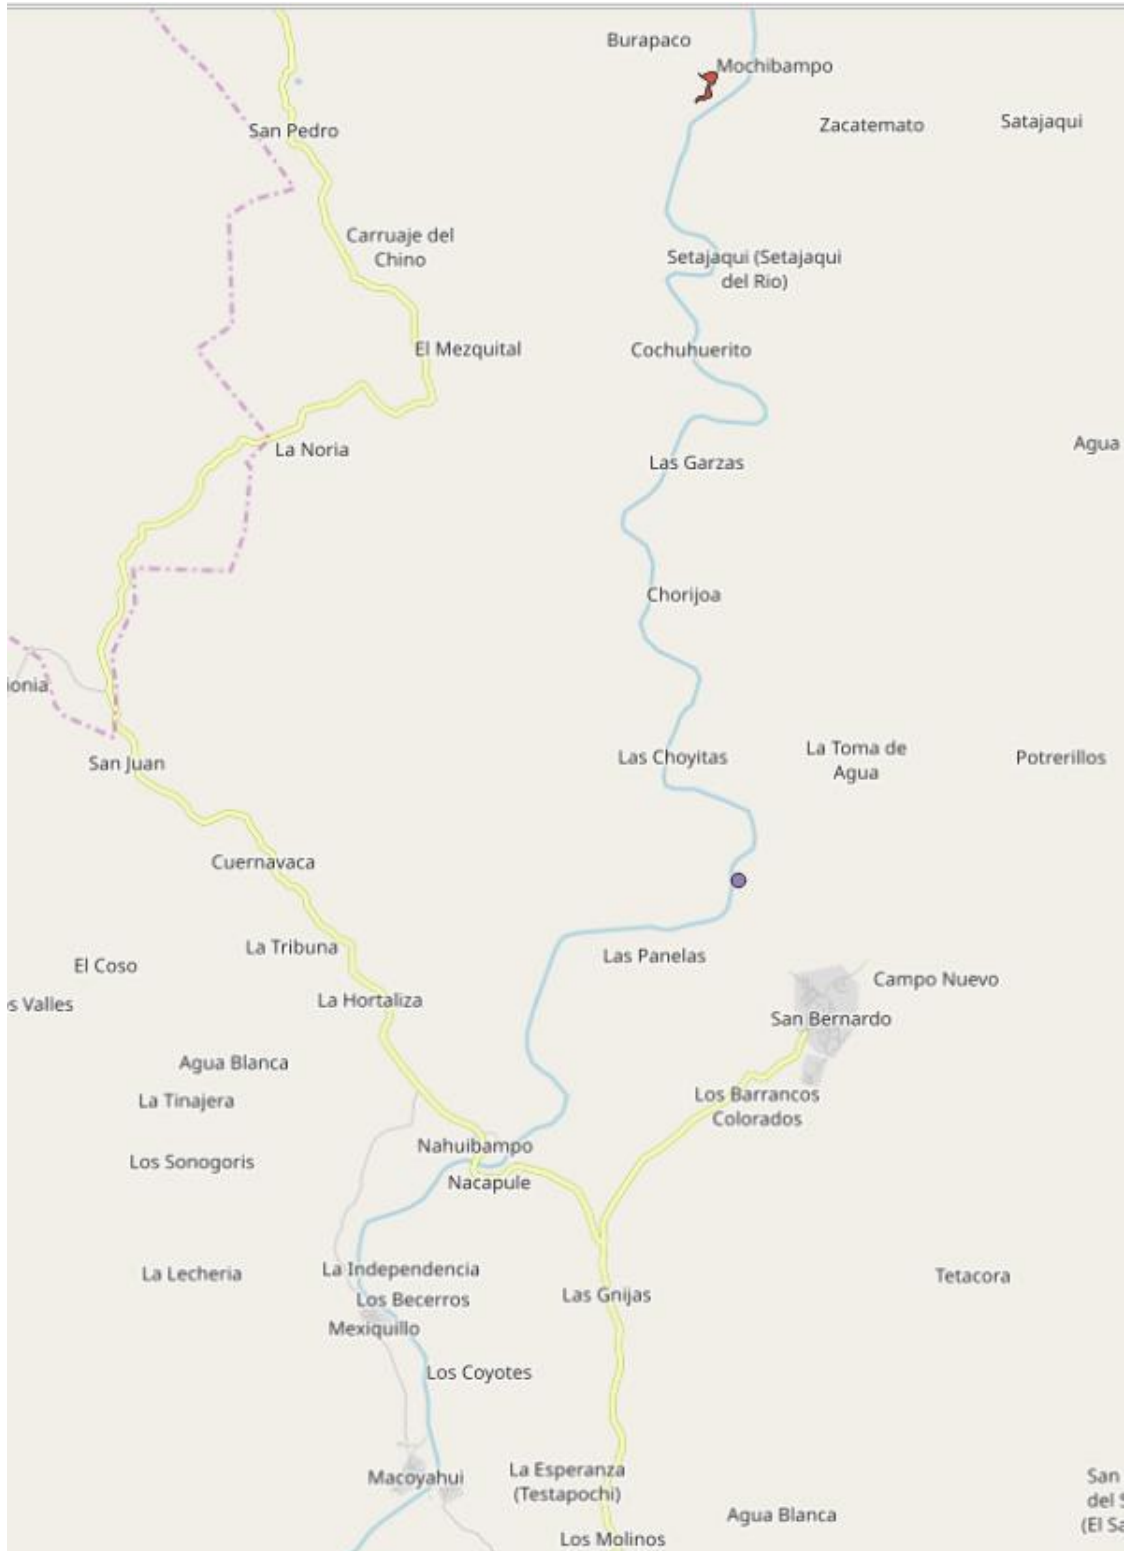 Burapaco
Mochibampo
Zacatemato
Satajaqui
San Pedro
Carruaje del
Chino
Setajaqui (Setajaqui
del Rio)
El Mezquital
Cochuhuerito
La Noria
Las Garzas
Agua
Chorijoa
ionia
San Juan
Las Choyitas
La Toma de
Agua
Potrerillos
Cuernavaca
La Tribuna
El Coso
Las Panelas
Campo Nuevo
s Valles
La Hortaliza
San Bernardo
Agua Blanca
La Tinajera
Los Barrancos
Colorados
Nahuibampo
Los Sonogoris
Nacapule
La Lecheria
La Independencia
Tetacora
Los Becerros
Las Gnijas
Mexiquillo
Los Coyotes
Macoyahui
La Esperanza
(Testapochi)
San
del S
(El Sa
Agua Blanca
Los Molinos